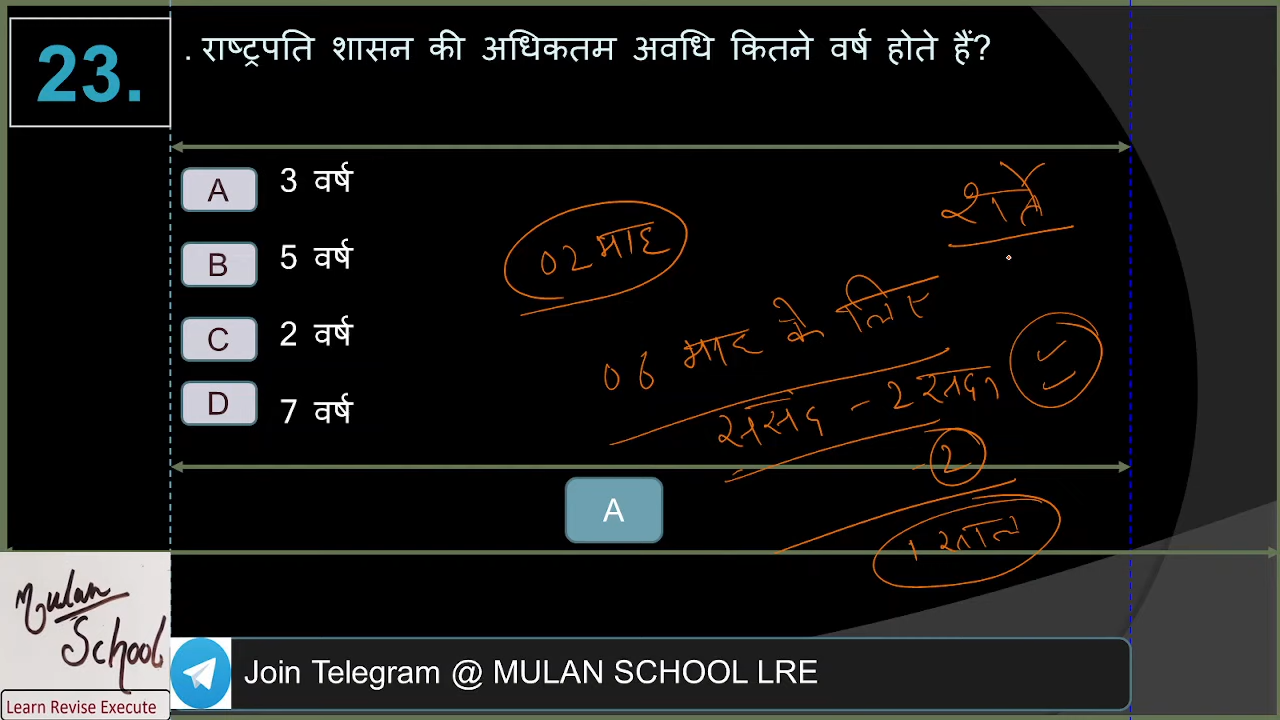 23.
. राष्ट्रपति शासन की अधिकतम अवधि कितने वर्ष होते हैं?
A 3 वर्ष
B 5 वर्ष
C 2 वर्ष
D 7 वर्ष
शर्ते
02 माह
06 माह के लिए
संसद - 2 सदन
2
1 साल
A
Mulan
School
Learn Revise Execute
Join Telegram @ MULAN SCHOOL LRE